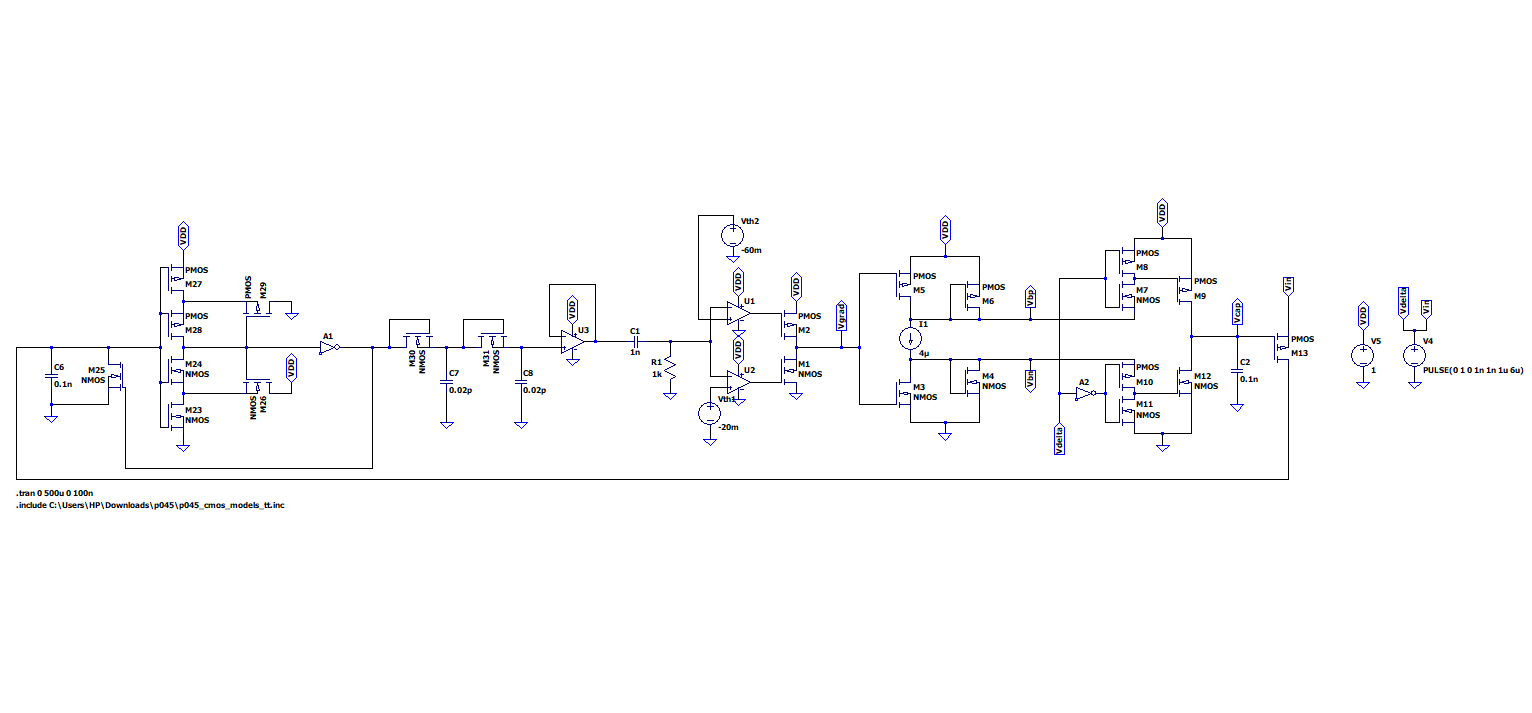 VDD
PMOS
M27
PMOS
M29
PMOS
M28
VDD
M24
NMOS
NMOS
M26
M23
NMOS
C6
0.1n
M25
NMOS
A1
M30
NMOS
M31
NMOS
C7
0.02p
C8
0.02p
VDD
U3
C1
1n
R1
1k
Vth2
-60m
VDD
U1
VDD
U2
Vth1
-20m
VDD
PMOS
M2
M1
NMOS
Vgrad
VDD
PMOS
M5
PMOS
M6
Vbp
I1
4µ
M3
NMOS
M4
NMOS
Vbn
Vdelta
A2
VDD
PMOS
M8
M7
NMOS
PMOS
M9
PMOS
M10
M11
NMOS
M12
NMOS
Vcap
C2
0.1n
Vin
PMOS
M13
VDD
V5
1
Vdelta
Vin
V4
PULSE(0 1 0 1n 1n 1u 6u)
.tran 0 500u 0 100n
.include C:\Users\HP\Downloads\p045\p045_cmos_models_tt.inc